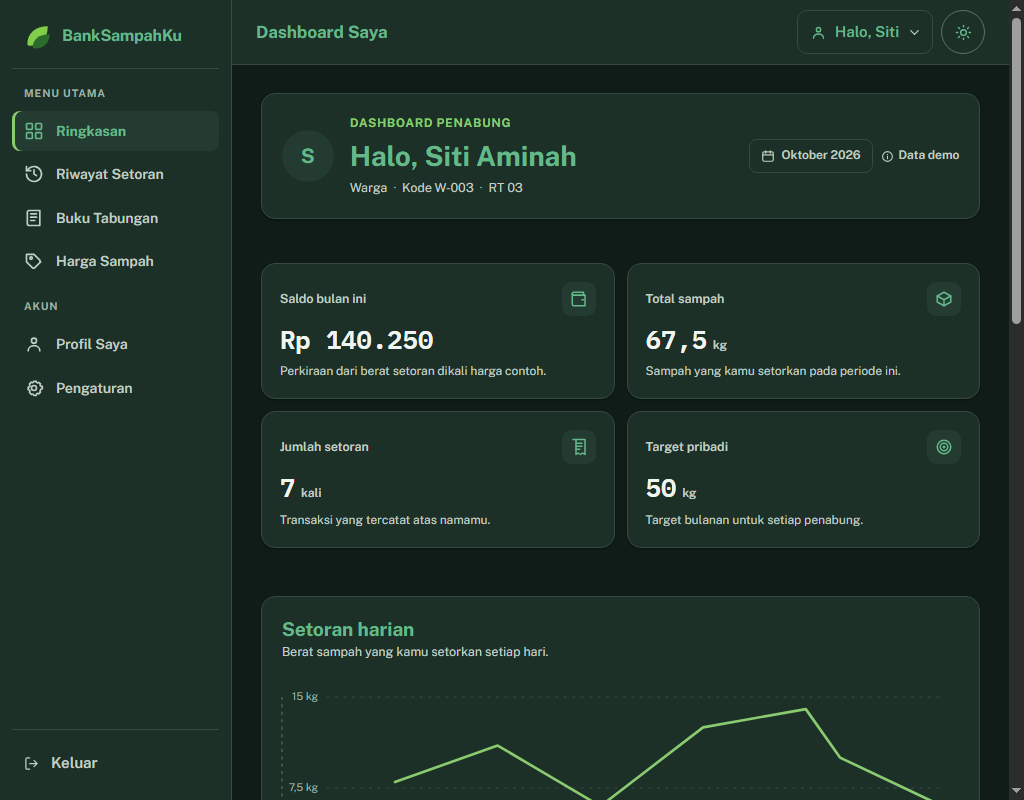 BankSampahKu
MENU UTAMA
Ringkasan
Riwayat Setoran
Buku Tabungan
Harga Sampah
AKUN
Profil Saya
Pengaturan
Keluar
Dashboard Saya
Halo, Siti
S
DASHBOARD PENABUNG
Halo, Siti Aminah
Warga · Kode W-003 · RT 03
Oktober 2026
Data demo
Saldo bulan ini
Rp 140.250
Perkiraan dari berat setoran dikali harga contoh.
Total sampah
67,5 kg
Sampah yang kamu setorkan pada periode ini.
Jumlah setoran
7 kali
Transaksi yang tercatat atas namamu.
Target pribadi
50 kg
Target bulanan untuk setiap penabung.
Setoran harian
Berat sampah yang kamu setorkan setiap hari.
15 kg
7,5 kg